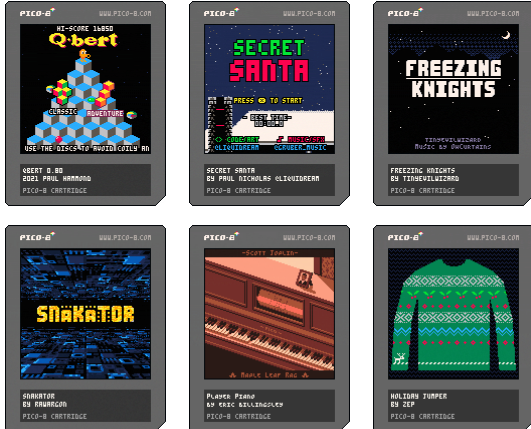 PICO-8 WWW.PICO-8.COM
HI-SCORE 16850
Q*bert
CLASSIC
ADVENTURE
USE THE DISCS TO AVOID COILY AN
QBERT 0.80
2021 PAUL HAMMOND
PICO-8 CARTRIDGE
PICO-8 WWW.PICO-8.COM
SECRET
SANTA
PRESS TO START
BEST TIME
CODE+ART MUSIC+SFX
@LIQUIDREAM @GRUBER_MUSIC
SECRET SANTA
BY PAUL NICHOLAS @LIQUIDREAM
PICO-8 CARTRIDGE
PICO-8 WWW.PICO-8.COM
FREEZING
KNIGHTS
TINYEVILWIZARD
MUSIC BY OHCURTAINS
FREEZING KNIGHTS
BY TINYEVILWIZARD
PICO-8 CARTRIDGE
PICO-8 WWW.PICO-8.COM
SNAKATOR
SNAKATOR
BY RAWARGON
PICO-8 CARTRIDGE
PICO-8 WWW.PICO-8.COM
~SCOTT JOPLIN~
MAPLE LEAF RAG
PLAYER PIANO
BY ERIC BILLINGSLEY
PICO-8 CARTRIDGE
PICO-8 WWW.PICO-8.COM
HOLIDAY JUMPER
BY ZEP
PICO-8 CARTRIDGE